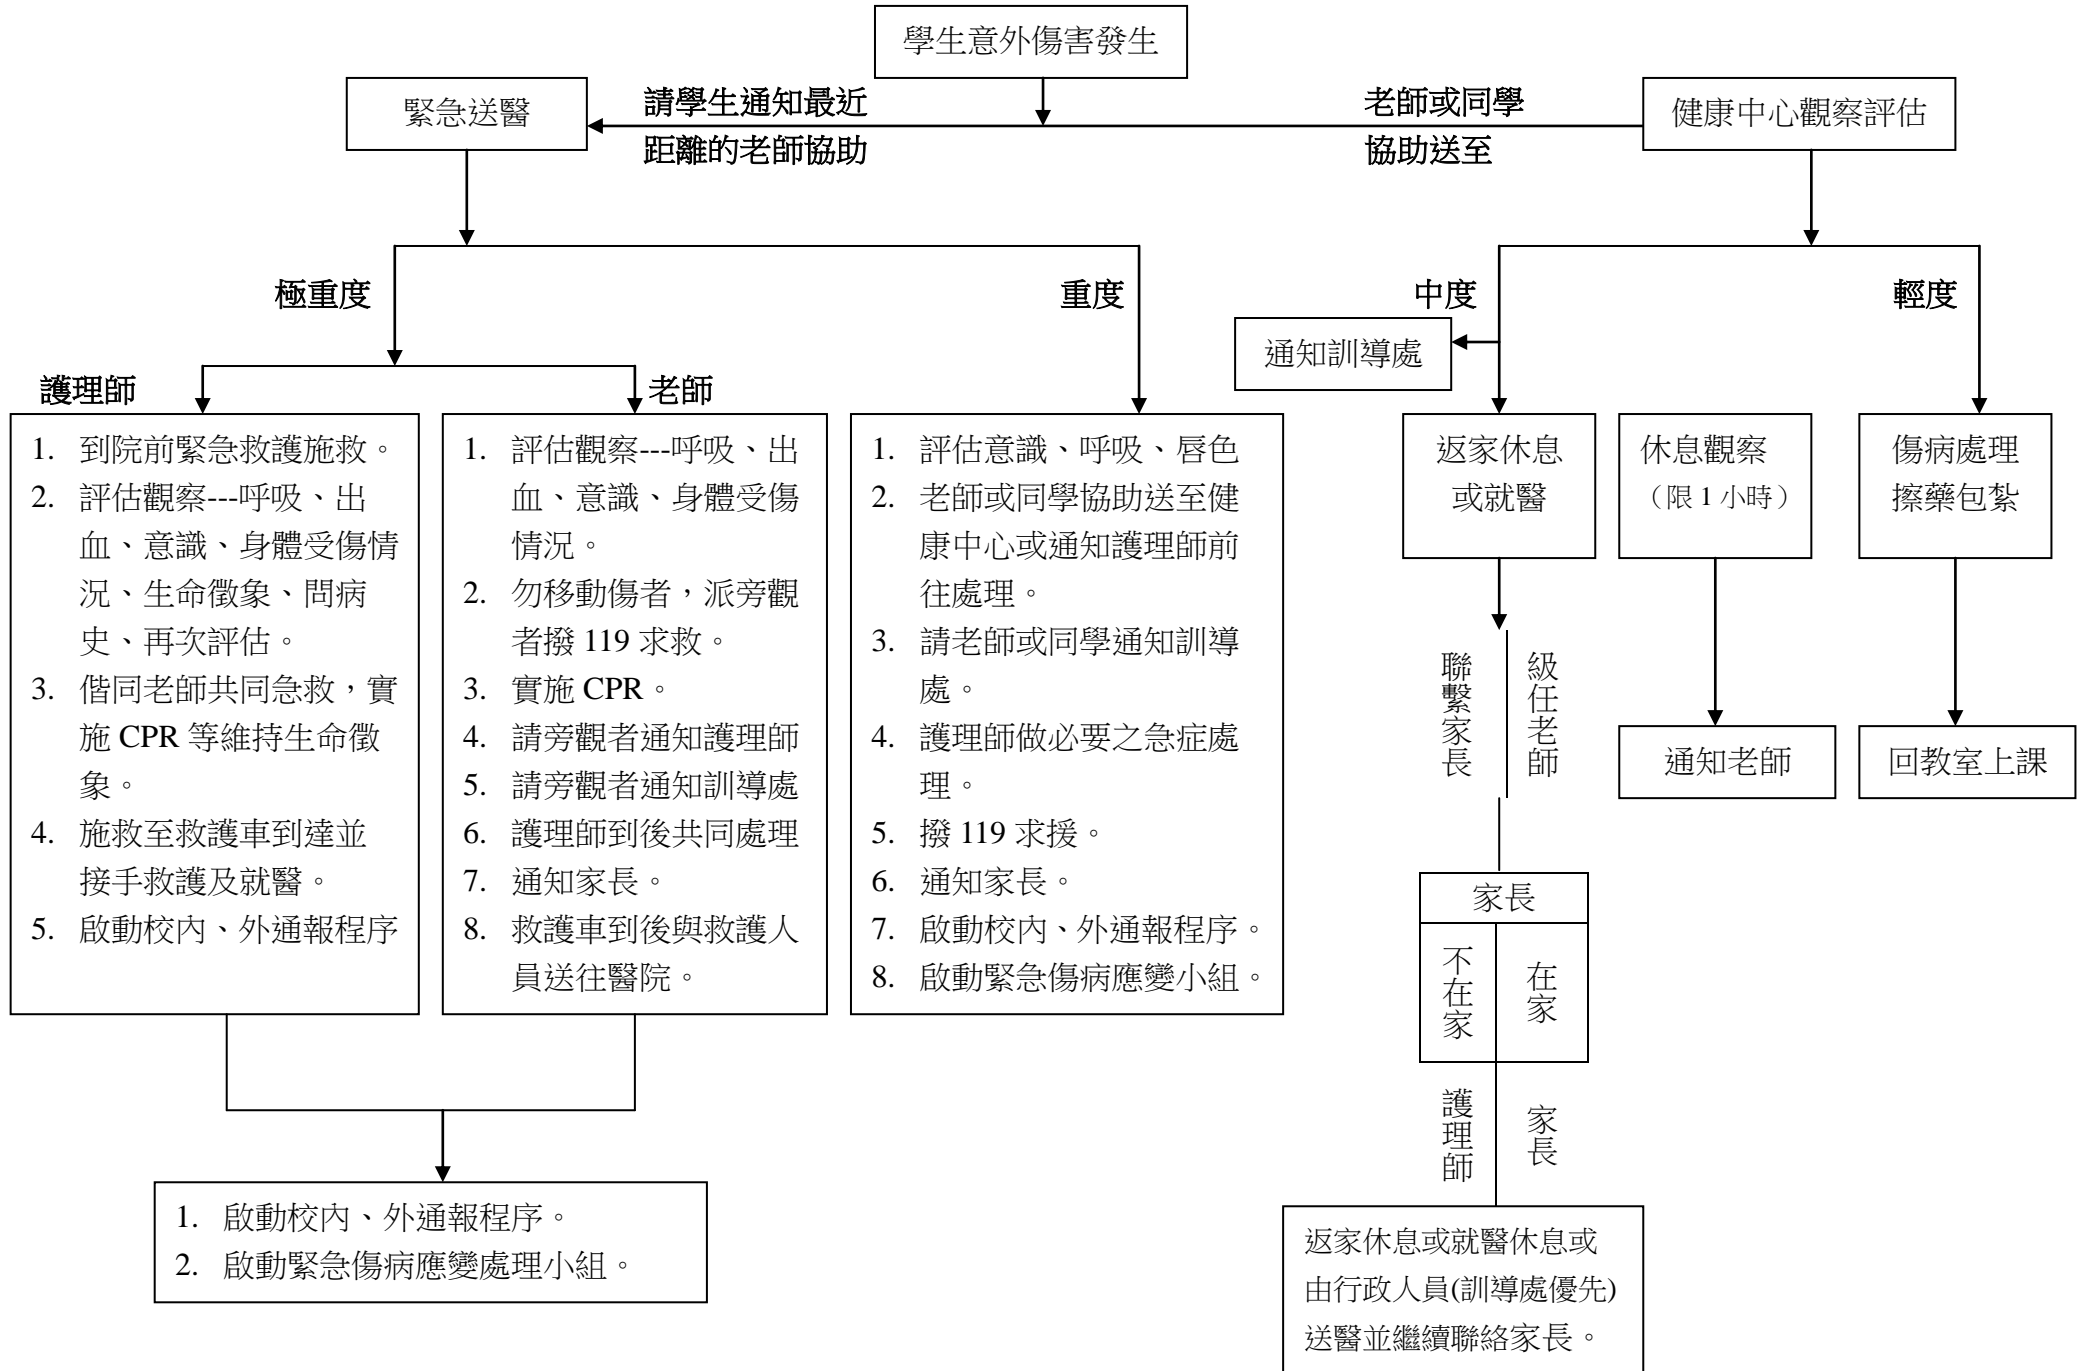 學生意外傷害發生
緊急送醫
請學生通知最近
距離的老師協助
老師或同學
協助送至
健康中心觀察評估
極重度
重度
中度
輕度
通知訓導處
護理師
老師
1. 到院前緊急救護施救。
2. 評估觀察---呼吸、出
血、意識、身體受傷情
況、生命徵象、問病
史、再次評估。
3. 偕同老師共同急救，實
施 CPR 等維持生命徵
象。
4. 施救至救護車到達並
接手救護及就醫。
5. 啟動校內、外通報程序
1. 評估觀察---呼吸、出
血、意識、身體受傷
情況。
2. 勿移動傷者，派旁觀
者撥 119 求救。
3. 實施 CPR。
4. 請旁觀者通知護理師
5. 請旁觀者通知訓導處
6. 護理師到後共同處理
7. 通知家長。
8. 救護車到後與救護人
員送往醫院。
1. 評估意識、呼吸、唇色
2. 老師或同學協助送至健
康中心或通知護理師前
往處理。
3. 請老師或同學通知訓導
處。
4. 護理師做必要之急症處
理。
5. 撥 119 求援。
6. 通知家長。
7. 啟動校內、外通報程序。
8. 啟動緊急傷病應變小組。
返家休息
或就醫
休息觀察
（限 1 小時）
傷病處理
擦藥包紮
聯繫家長
級任老師
通知老師
回教室上課
家長
不在家
在家
護理師
家長
1. 啟動校內、外通報程序。
2. 啟動緊急傷病應變處理小組。
返家休息或就醫休息或
由行政人員(訓導處優先)
送醫並繼續聯絡家長。